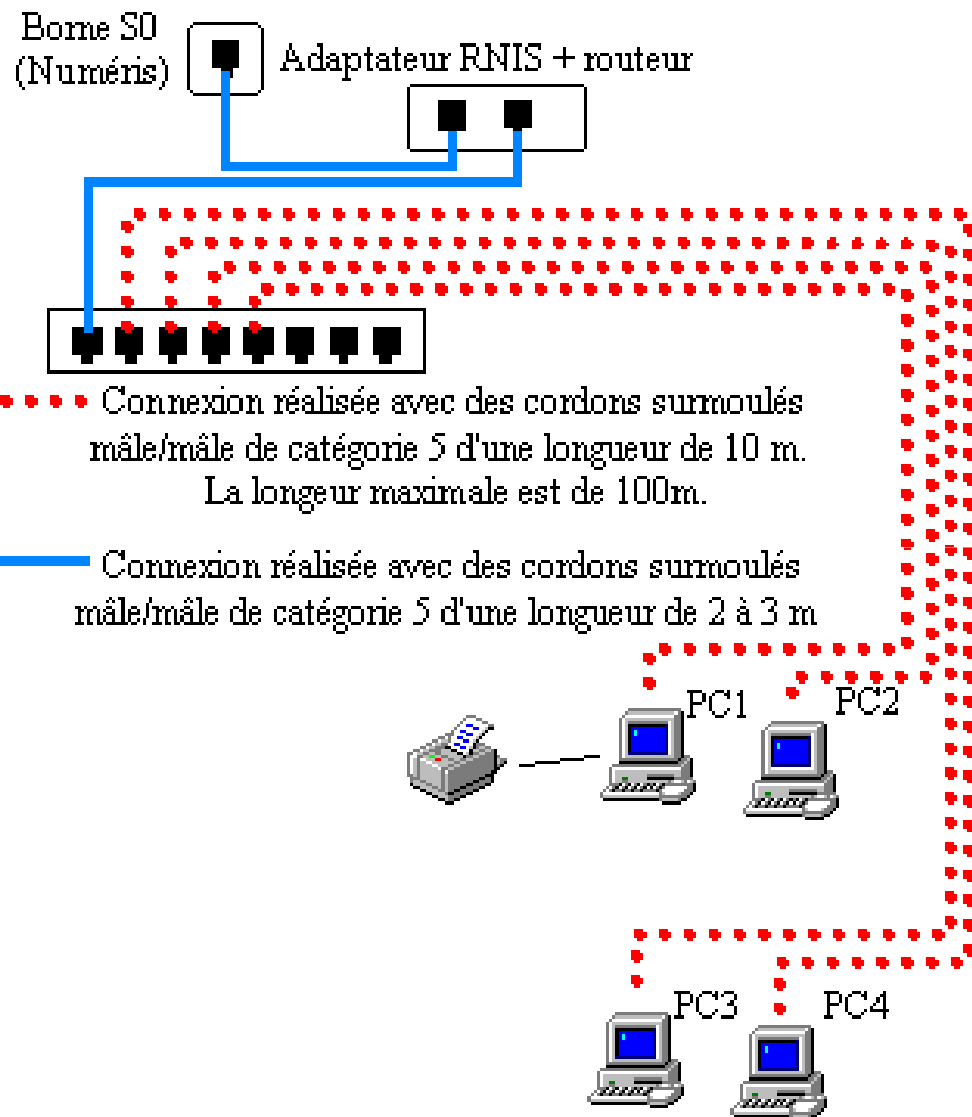 Borne S0
(Numéris)
Adaptateur RNIS + routeur
Connexion réalisée avec des cordons surmoulés
mâle/mâle de catégorie 5 d'une longueur de 10 m.
La longeur maximale est de 100m.
Connexion réalisée avec des cordons surmoulés
mâle/mâle de catégorie 5 d'une longueur de 2 à 3 m
PC1
PC2
PC3
PC4